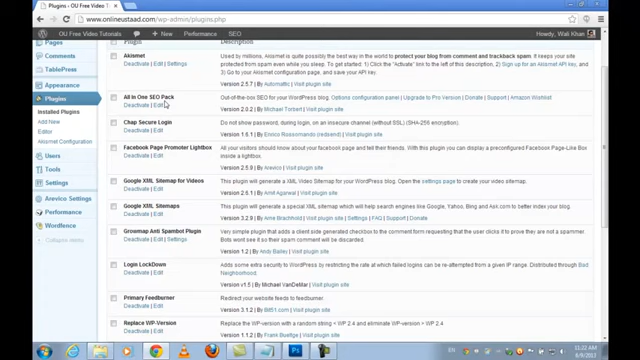 Plugins ‹ OU Free Video Tuto
www.onlineustaad.com/wp-admin/plugins.php
OU Free Video Tutorials
New
Performance
SEO
Howdy, Wali Khan
Pages
Comments
TablePress
Appearance
Plugins
Installed Plugins
Add New
Editor
Akismet Configuration
Users
Tools
Settings
Arevico Settings
Performance
Wordfence
Collapse menu
Plugin
Description
Akismet
Deactivate | Edit | Settings
Used by millions, Akismet is quite possibly the best way in the world to protect your blog from comment and trackback spam. It keeps your site
protected from spam even while you sleep. To get started: 1) Click the "Activate" link to the left of this description, 2) Sign up for an Akismet API key, and
3) Go to your Akismet configuration page, and save your API key.
Version 2.5.7 | By Automattic | Visit plugin site
All in One SEO Pack
Deactivate | Edit
Out-of-the-box SEO for your WordPress blog. Options configuration panel | Upgrade to Pro Version | Donate | Support | Amazon Wishlist
Version 2.0.2 | By Michael Torbert | Visit plugin site
Chap Secure Login
Deactivate | Edit
Do not show password, during login, on an insecure channel (without SSL) (SHA-256 encryption).
Version 1.6.1 | By Enrico Rossomando (redsend) | Visit plugin site
Facebook Page Promoter Lightbox
Deactivate | Edit
All your visitors should know about your facebook page and tell their friends. With this plugin you can display a preconfigured Facebook Page-Like Box
inside a lightbox.
Version 2.5.9 | By Arevico | Visit plugin site
Google XML Sitemap for Videos
Deactivate | Edit
This plugin will generate a XML Video Sitemap for your WordPress blog. Open the settings page to create your video sitemap.
Version 2.6.1 | By Amit Agarwal | Visit plugin site
Google XML Sitemaps
Deactivate | Edit
This plugin will generate a special XML sitemap which will help search engines like Google, Yahoo, Bing and Ask.com to better index your blog.
Version 3.2.9 | By Arne Brachhold | Visit plugin site | Settings | FAQ | Support | Donate
Growmap Anti Spambot Plugin
Deactivate | Edit | Settings
Very simple plugin that adds a client side generated checkbox to the comment form requesting that the user clicks it to prove they are not a spammer.
Bots wont see it so their spam comment will be discarded.
Version 1.2 | By Andy Bailey | Visit plugin site
Login LockDown
Deactivate | Edit
Adds some extra security to WordPress by restricting the rate at which failed logins can be re-attempted from a given IP range. Distributed through Bad
Neighborhood.
Version v1.5 | By Michael VanDeMar | Visit plugin site
Primary Feedburner
Deactivate | Edit
Redirect your website feeds to feedburner.
Version 3.1.2 | By Bit51.com | Visit plugin site
Replace WP-Version
Deactivate | Edit
Replace the WP-version with a random string < WP 2.4 and eliminate WP-version > WP 2.4
Version 1.1.2 | By Frank Bueltge | Visit plugin site
11:22 AM